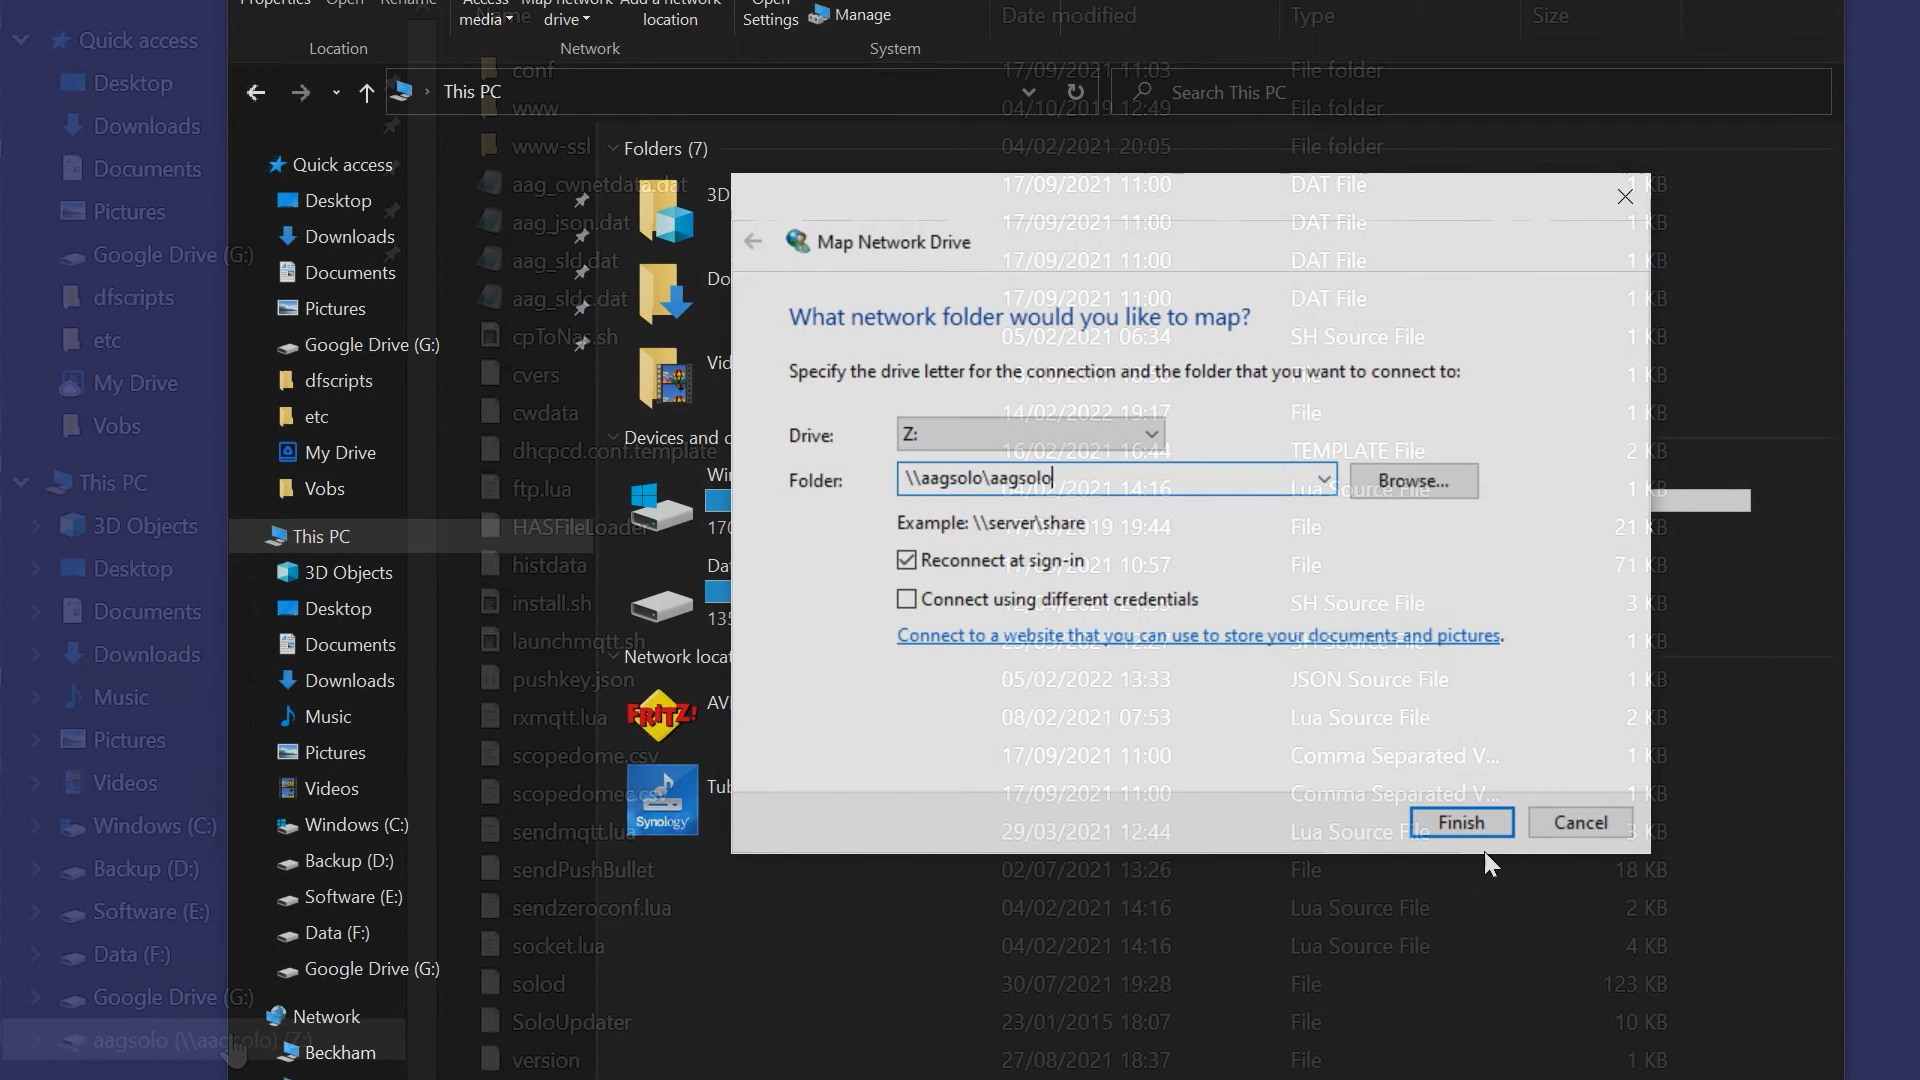 Properties Open Rename
Access media Map network drive Add a network location
Open Settings Manage
Location Network System
Name Date modified Type Size
This PC
Search This PC
Quick access
Desktop
Downloads
Documents
Pictures
Google Drive (G:)
dfscripts
etc
My Drive
Vobs
This PC
3D Objects
Desktop
Documents
Downloads
Music
Pictures
Videos
Windows (C:)
Backup (D:)
Software (E:)
Data (F:)
Google Drive (G:)
aagsolo (\\aagsolo) (Z:)
Quick access
Desktop
Downloads
Documents
Pictures
Google Drive (G:)
dfscripts
etc
My Drive
Vobs
This PC
3D Objects
Desktop
Documents
Downloads
Music
Pictures
Videos
Windows (C:)
Backup (D:)
Software (E:)
Data (F:)
Google Drive (G:)
Network
Beckham
Folders (7)
3D
Do
Vid
Devices and d
Win
170
Dat
135
Network locat
FRITZ!
AV
Synology
Tub
Map Network Drive
What network folder would you like to map?
Specify the drive letter for the connection and the folder that you want to connect to:
Drive: Z:
Folder: \\aagsolo\aagsolo Browse...
Example: \\server\share
Reconnect at sign-in
Connect using different credentials
Connect to a website that you can use to store your documents and pictures.
Finish Cancel
conf 17/09/2021 11:03 File folder
www 04/10/2019 12:49 File folder
www-ssl 04/02/2021 20:05 File folder
aag_cwnetdata.dat 17/09/2021 11:00 DAT File 1 KB
aag_json.dat 17/09/2021 11:00 DAT File 1 KB
aag_sld.dat 17/09/2021 11:00 DAT File 1 KB
aag_sldc.dat 17/09/2021 11:00 DAT File 1 KB
cpToNas.sh 05/02/2021 06:34 SH Source File 1 KB
cvers File 1 KB
cwdata 14/02/2022 19:17 File 1 KB
dhcpcd.conf.template 16/02/2021 16:44 TEMPLATE File 2 KB
ftp.lua 04/02/2021 14:16 Lua Source File 1 KB
HASFileLoader 19:44 File 21 KB
histdata 10:57 File 71 KB
install.sh SH Source File 3 KB
launchmqtt.sh SH Source File 1 KB
pushkey.json 05/02/2022 13:33 JSON Source File 1 KB
rxmqtt.lua 08/02/2021 07:53 Lua Source File 2 KB
scopedome.csv 17/09/2021 11:00 Comma Separated V... 1 KB
scopedomec.csv 17/09/2021 11:00 Comma Separated V... 1 KB
sendmqtt.lua 29/03/2021 12:44 Lua Source File 3 KB
sendPushBullet 02/07/2021 13:26 File 18 KB
sendzeroconf.lua 04/02/2021 14:16 Lua Source File 2 KB
socket.lua 04/02/2021 14:16 Lua Source File 4 KB
solod 30/07/2021 19:28 File 123 KB
SoloUpdater 23/01/2015 18:07 File 10 KB
version 27/08/2021 18:37 File 1 KB